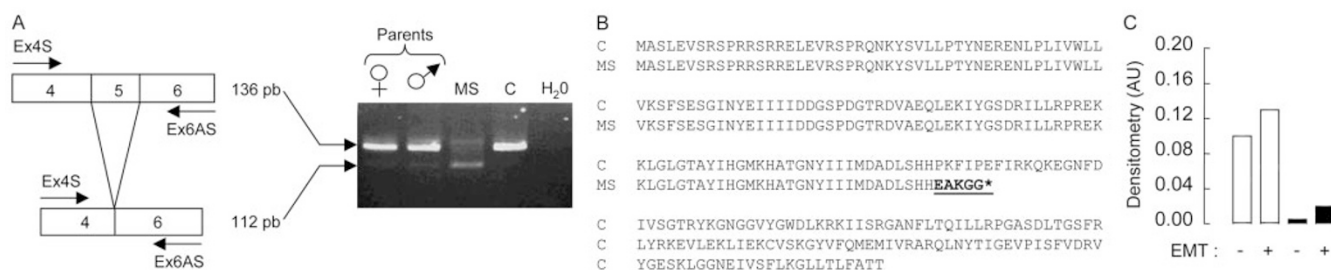 A
Ex4S
4 5 6
Ex6AS
136 pb
Ex4S
4 6
Ex6AS
112 pb
Parents
♀ ♂ MS C H₂0
B
C MASLEVSRSPRRSRRELEVRSPRQNKYSVLLPTYNERENLPLIVWLL
MS MASLEVSRSPRRSRRELEVRSPRQNKYSVLLPTYNERENLPLIVWLL
C VKSFSESGINYEIIIIDDGSPDGTRDVAEQLEKIYGSDRILLRPREK
MS VKSFSESGINYEIIIIDDGSPDGTRDVAEQLEKIYGSDRILLRPREK
C KLGLGTAYIHGMKHATGNYIIIMDADLSHHPKFIPEFIRKQKEGNFD
MS KLGLGTAYIHGMKHATGNYIIIMDADLSHHEAKGG*
C IVSGTRYKGNGGVYGWDLKRKIISRGANFLTQILLRPGASDLTGSFR
C LYRKEVLEKLIEKCVSKGYVFQMEMIVRARQLNYTIGEVPISFVDRV
C YGESKLGGNEIVSFLKGLLTLFATT
C
Densitometry (AU)
0.20
0.16
0.12
0.08
0.04
0.00
EMT : - + - +